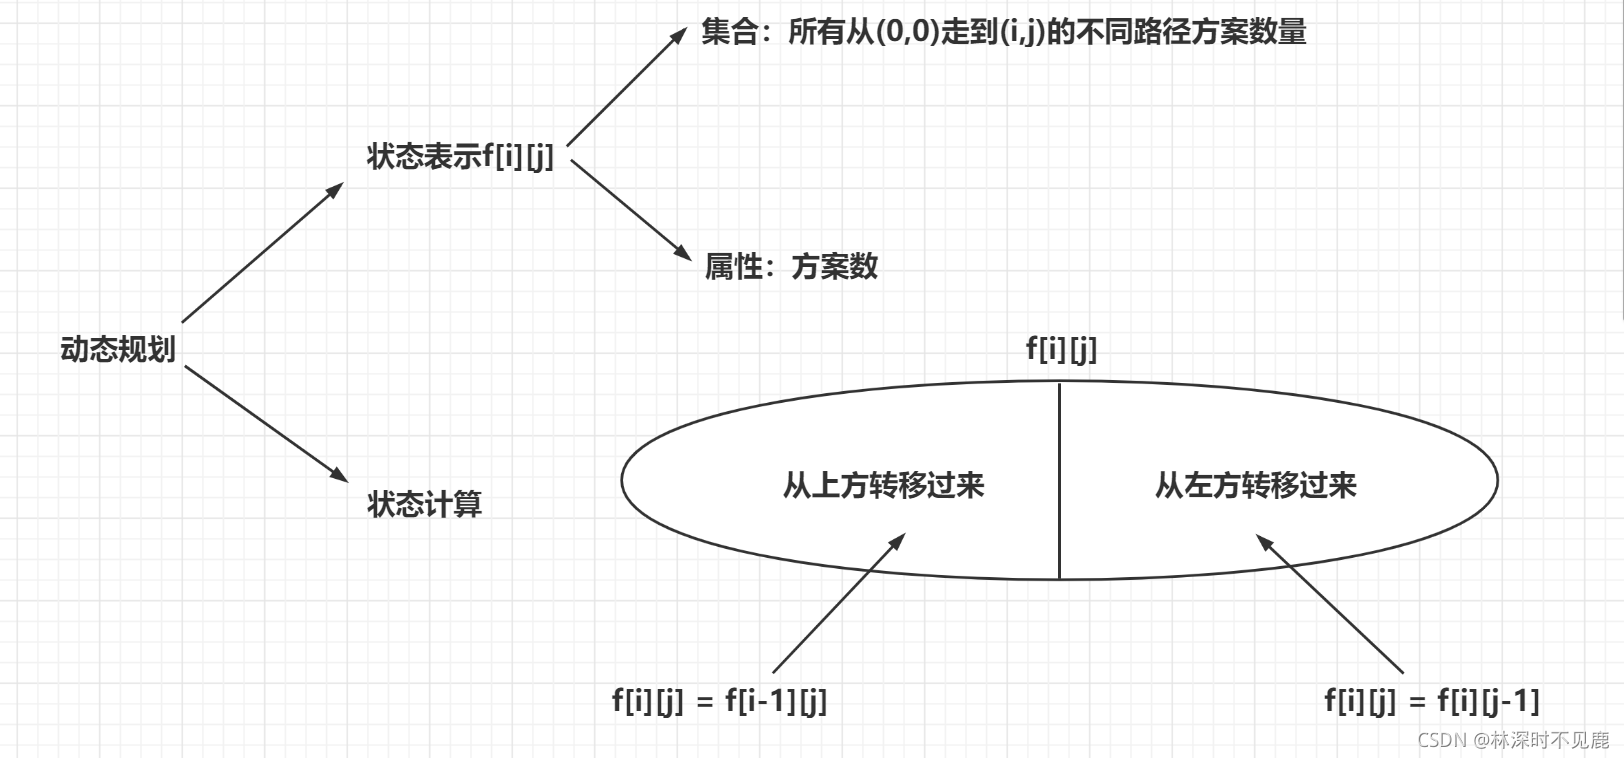 集合：所有从(0,0)走到(i,j)的不同路径方案数量
状态表示f[i][j]
属性：方案数
动态规划
f[i][j]
从上方转移过来
从左方转移过来
状态计算
f[i][j] = f[i-1][j]
f[i][j] = f[i][j-1]
CSDN @林深时不见鹿